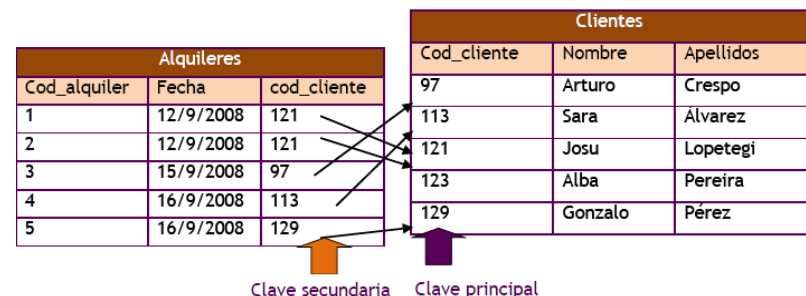 Alquileres
Cod_alquiler Fecha cod_cliente
1 12/9/2008 121
2 12/9/2008 121
3 15/9/2008 97
4 16/9/2008 113
5 16/9/2008 129
Clave secundaria
Clientes
Cod_cliente Nombre Apellidos
97 Arturo Crespo
113 Sara Álvarez
121 Josu Lopetegi
123 Alba Pereira
129 Gonzalo Pérez
Clave principal